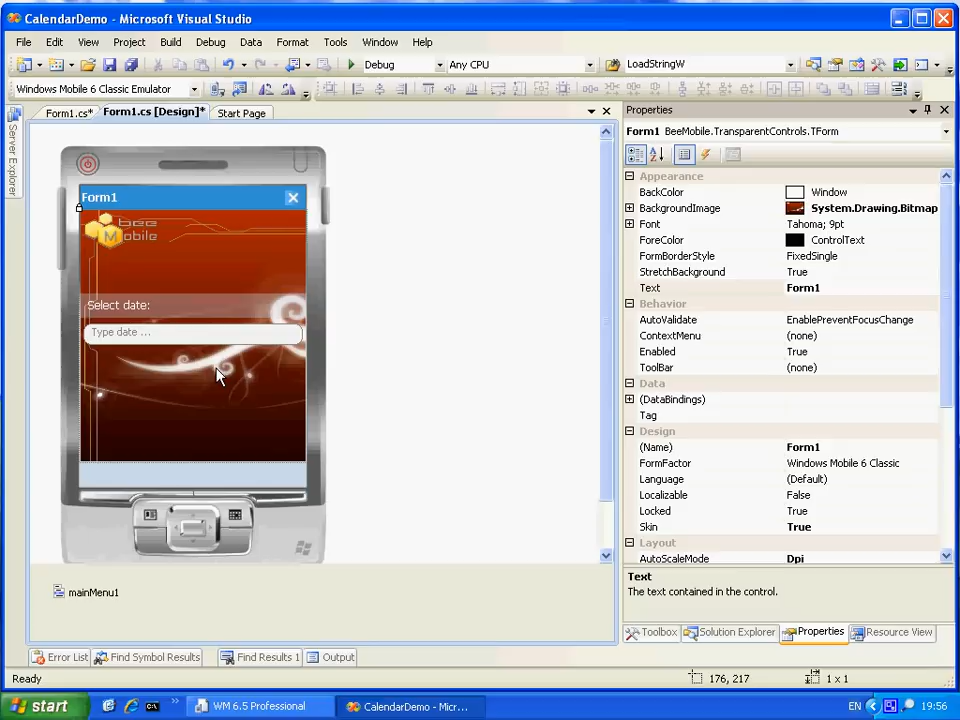 CalendarDemo - Microsoft Visual Studio
File Edit View Project Build Debug Data Format Tools Window Help
Debug Any CPU LoadStringW
Windows Mobile 6 Classic Emulator
Form1.cs* Form1.cs [Design]* Start Page
Server Explorer
Form1
bee
Mobile
Select date:
Type date ...
mainMenu1
Properties
Form1 BeeMobile.TransparentControls.TForm
Appearance
BackColor Window
BackgroundImage System.Drawing.Bitmap
Font Tahoma; 9pt
ForeColor ControlText
FormBorderStyle FixedSingle
StretchBackground True
Text Form1
Behavior
AutoValidate EnablePreventFocusChange
ContextMenu (none)
Enabled True
ToolBar (none)
Data
(DataBindings)
Tag
Design
(Name) Form1
FormFactor Windows Mobile 6 Classic
Language (Default)
Localizable False
Locked True
Skin True
Layout
AutoScaleMode Dpi
Text
The text contained in the control.
Toolbox Solution Explorer Properties Resource View
Error List Find Symbol Results Find Results 1 Output
Ready 176, 217 1 x 1
start WM 6.5 Professional CalendarDemo - Micr... EN 19:56